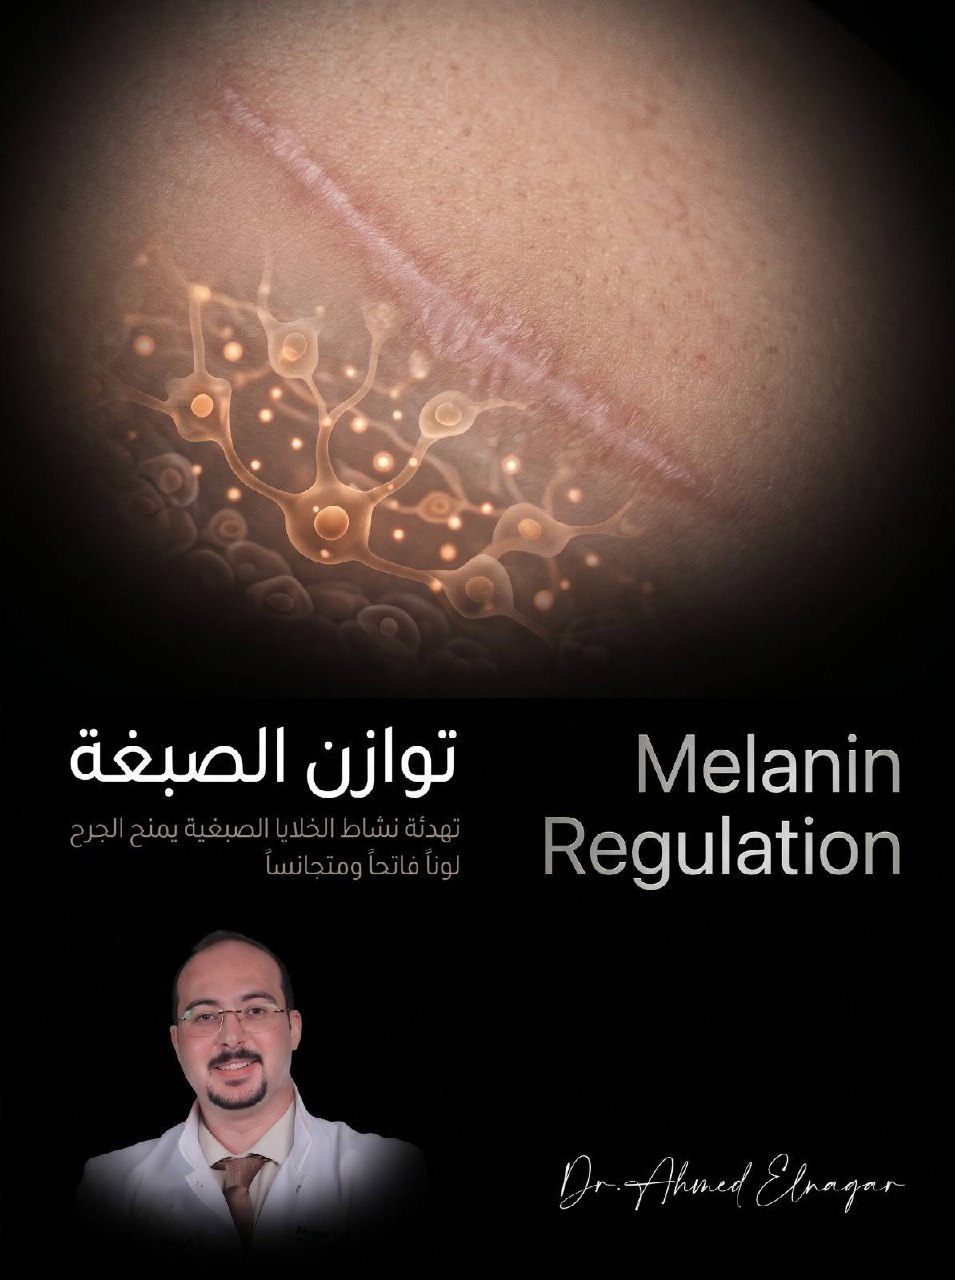 توازن الصبغة
تهدئة نشاط الخلايا الصبغية يمنح الجرح
لوناً فاتحاً ومتجانساً
Melanin
Regulation
Dr. Ahmed Elnagar